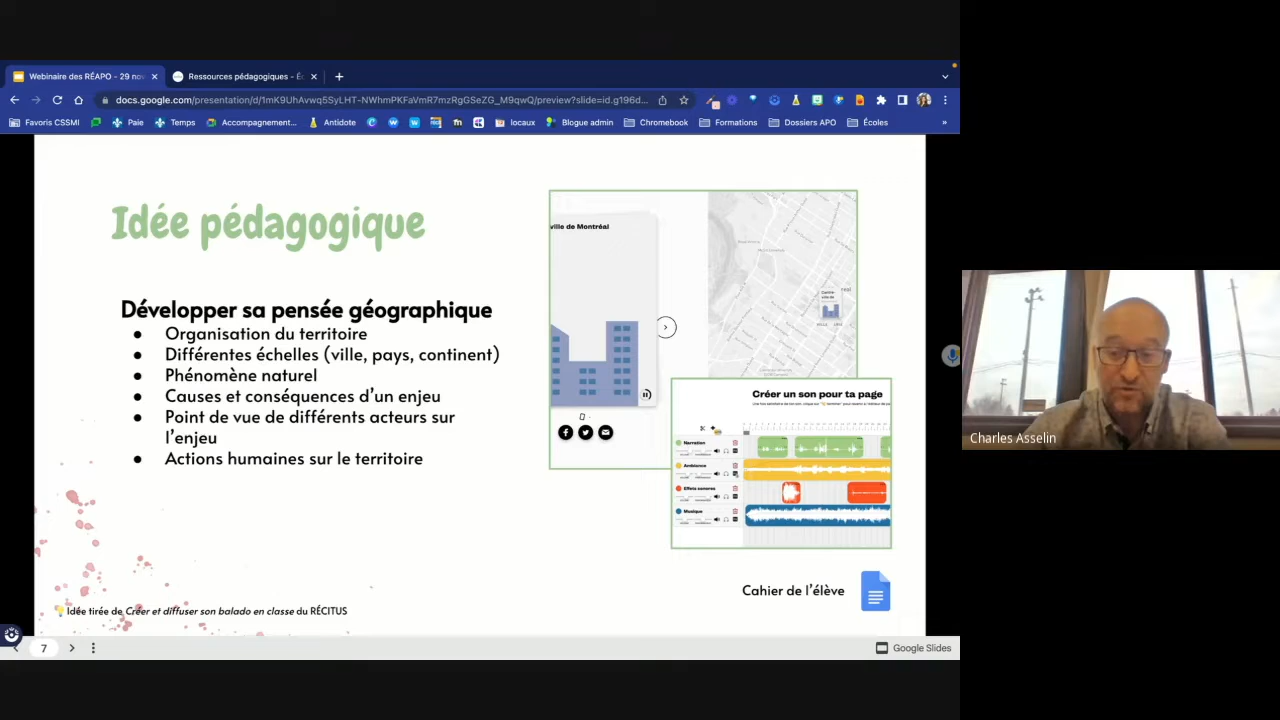 Webinaire des RÉAPO - 29 nov
Ressources pédagogiques - Éc
docs.google.com/presentation/d/1mK9UhAvwq5SyLHT-NWhmPKFaVmR7mzRgGSeZG_M9qwQ/preview?slide=id.g196d...
Favoris CSSMI
Paie
Temps
Accompagnement...
Antidote
locaux
Blogue admin
Chromebook
Formations
Dossiers APO
Écoles
»
Idée pédagogique
Développer sa pensée géographique
● Organisation du territoire
● Différentes échelles (ville, pays, continent)
● Phénomène naturel
● Causes et conséquences d'un enjeu
● Point de vue de différents acteurs sur
l'enjeu
● Actions humaines sur le territoire
ville de Montréal
Créer un son pour ta page
Narration
Ambiance
Effets sonores
Musique
Cahier de l'élève
Idée tirée de Créer et diffuser son balado en classe du RÉCITUS
7
Google Slides
Charles Asselin